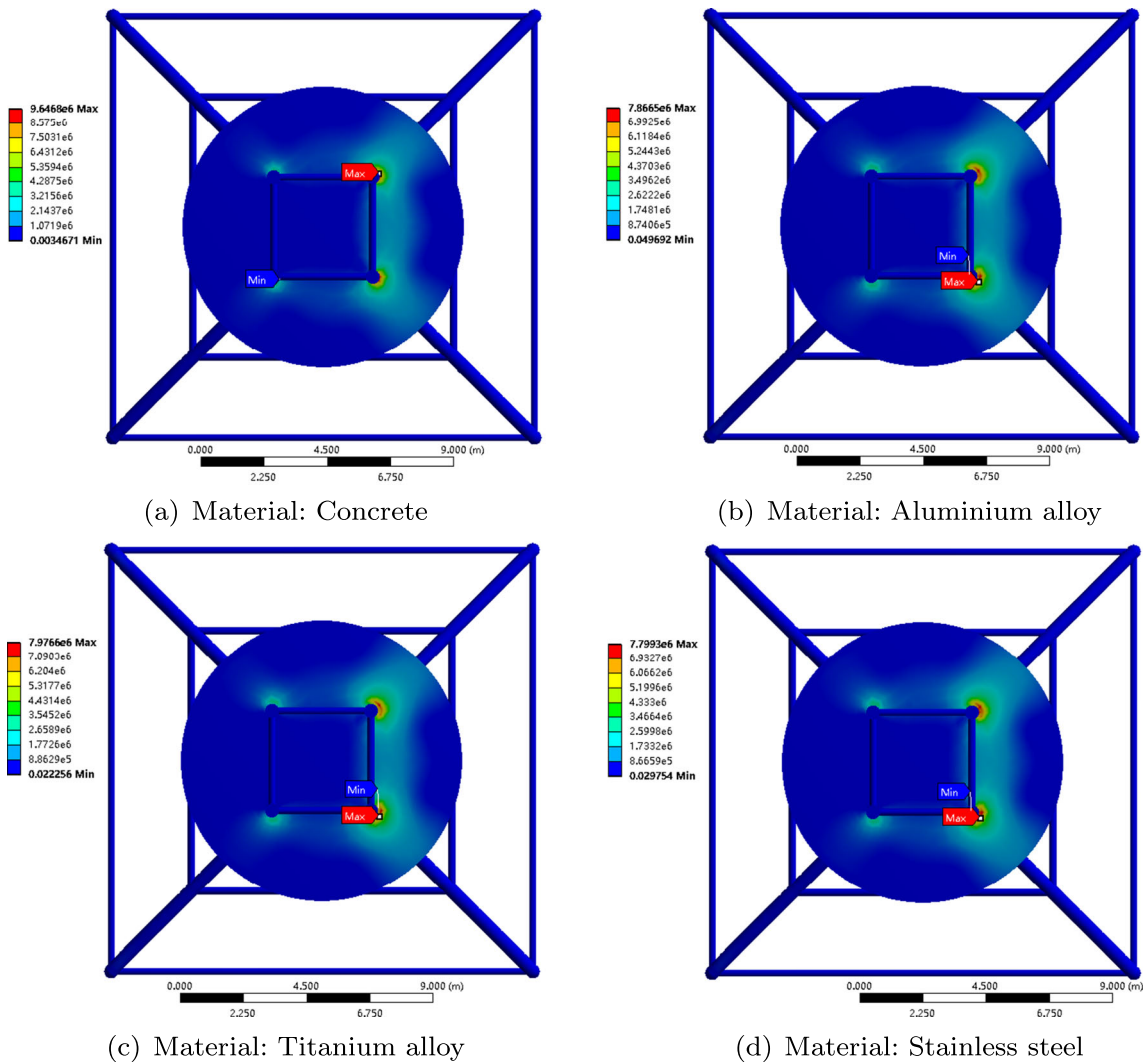 9.6468e6 Max
8.575e6
7.5031e6
6.4312e6
5.3594e6
4.2875e6
3.2156e6
2.1437e6
1.0719e6
0.0034671 Min
Max
Min
0.000 4.500 9.000 (m)
2.250 6.750
(a) Material: Concrete
7.8665e6 Max
6.9925e6
6.1184e6
5.2443e6
4.3703e6
3.4962e6
2.6222e6
1.7481e6
8.7406e5
0.049692 Min
Min
Max
0.000 4.500 9.000 (m)
2.250 6.750
(b) Material: Aluminium alloy
7.9766e6 Max
7.0903e6
6.204e6
5.3177e6
4.4314e6
3.5452e6
2.6589e6
1.7726e6
8.8629e5
0.022256 Min
Min
Max
0.000 4.500 9.000 (m)
2.250 6.750
(c) Material: Titanium alloy
7.7993e6 Max
6.9327e6
6.0662e6
5.1996e6
4.333e6
3.4664e6
2.5998e6
1.7332e6
8.6659e5
0.029754 Min
Min
Max
0.000 4.500 9.000 (m)
2.250 6.750
(d) Material: Stainless steel